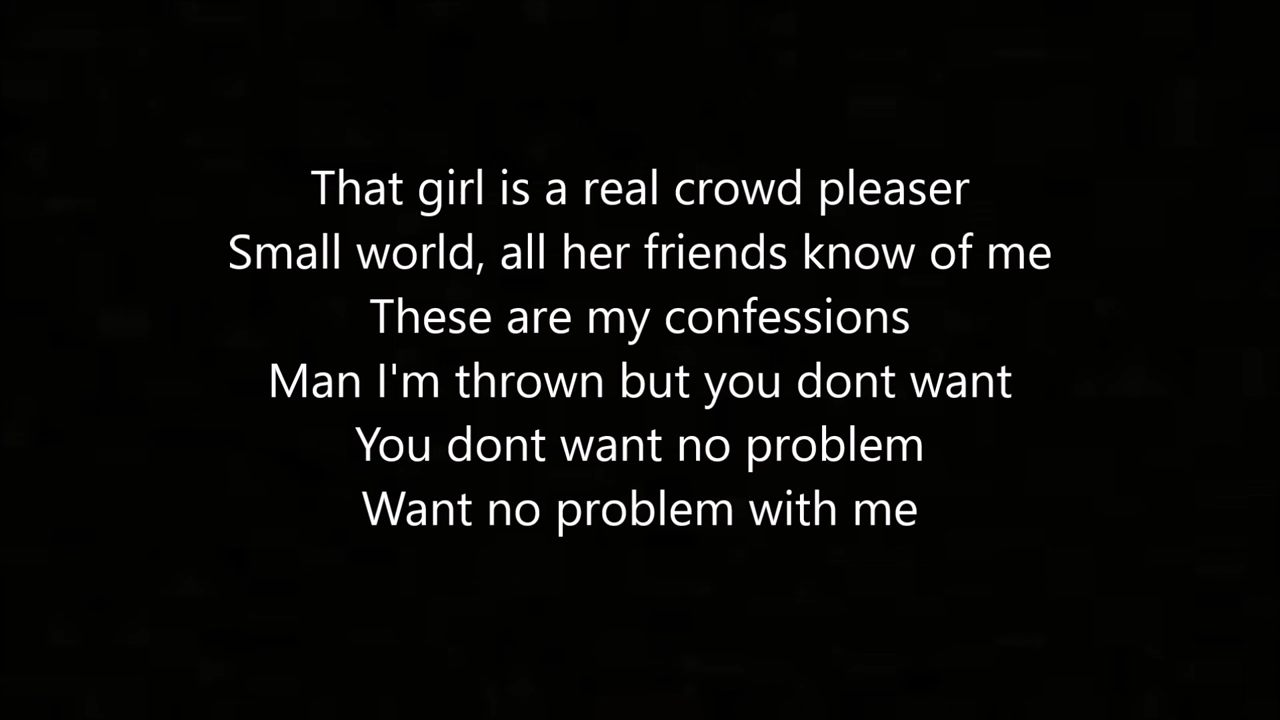 That girl is a real crowd pleaser
Small world, all her friends know of me
These are my confessions
Man I'm thrown but you dont want
You dont want no problem
Want no problem with me